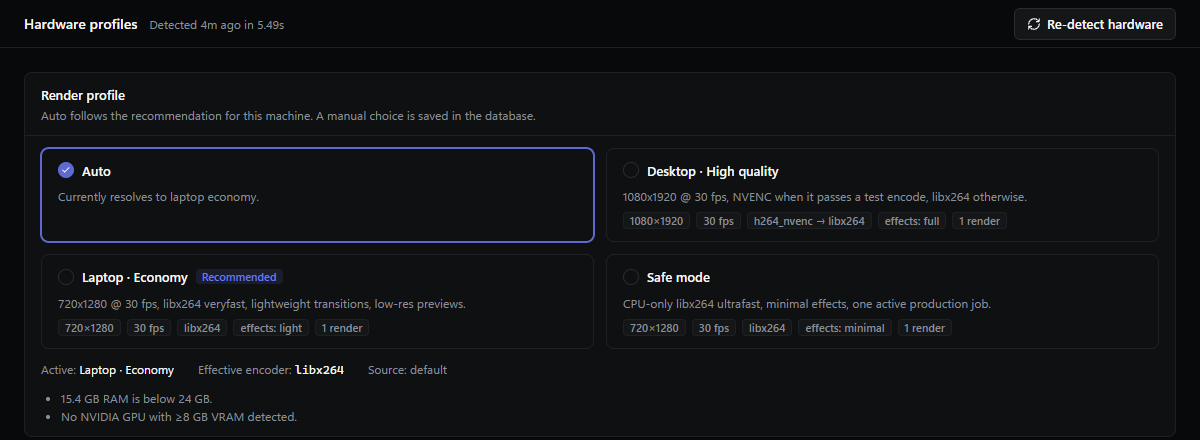 Hardware profiles Detected 4m ago in 5.49s
Re-detect hardware
Render profile
Auto follows the recommendation for this machine. A manual choice is saved in the database.
Auto
Currently resolves to laptop economy.
Desktop · High quality
1080x1920 @ 30 fps, NVENC when it passes a test encode, libx264 otherwise.
1080×1920 30 fps h264_nvenc → libx264 effects: full 1 render
Laptop · Economy Recommended
720x1280 @ 30 fps, libx264 veryfast, lightweight transitions, low-res previews.
720×1280 30 fps libx264 effects: light 1 render
Safe mode
CPU-only libx264 ultrafast, minimal effects, one active production job.
720×1280 30 fps libx264 effects: minimal 1 render
Active: Laptop · Economy Effective encoder: libx264 Source: default
• 15.4 GB RAM is below 24 GB.
• No NVIDIA GPU with ≥8 GB VRAM detected.